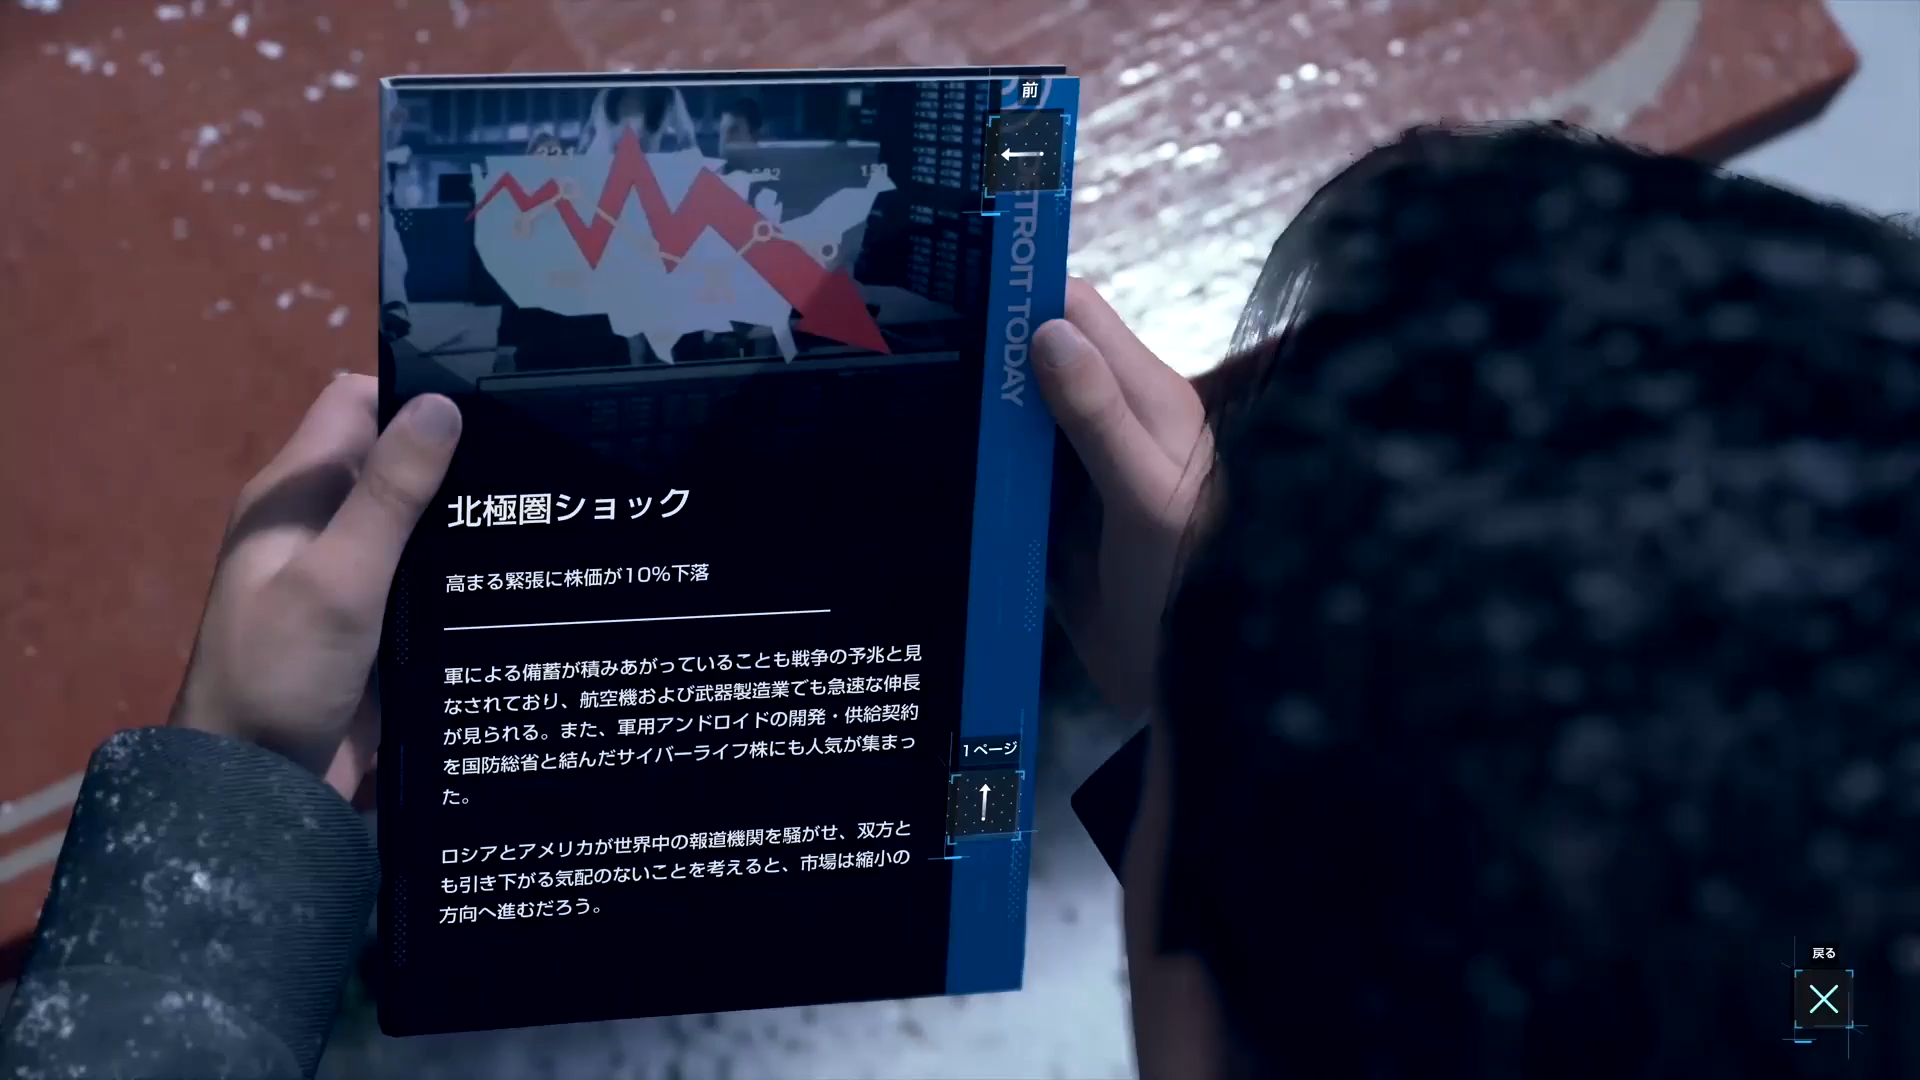 前
ETROIT TODAY
北極圏ショック
高まる緊張に株価が10%下落
軍による備蓄が積みあがっていることも戦争の予兆と見
なされており、航空機および武器製造業でも急速な伸長
が見られる。また、軍用アンドロイドの開発・供給契約
を国防総省と結んだサイバーライフ株にも人気が集まっ
た。
ロシアとアメリカが世界中の報道機関を騒がせ、双方と
も引き下がる気配のないことを考えると、市場は縮小の
方向へ進むだろう。
1ページ
戻る